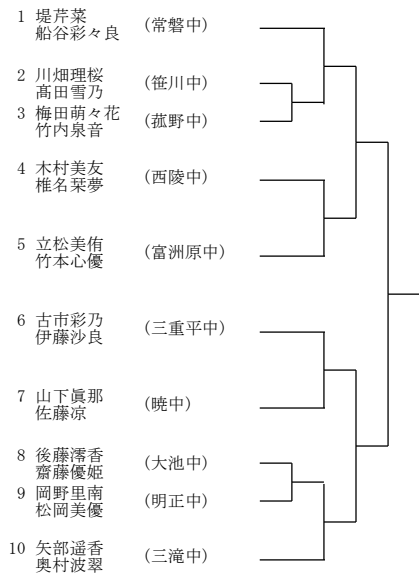 1 堤芹菜 (常磐中)
船谷彩々良
2 川畑理桜 (笹川中)
髙田雪乃
3 梅田萌々花 (菰野中)
竹内泉音
4 木村美友 (西陵中)
椎名栞夢
5 立松美侑 (富洲原中)
竹本心優
6 古市彩乃 (三重平中)
伊藤沙良
7 山下眞那 (暁中)
佐藤凉
8 後藤澪香 (大池中)
齋藤優姫
9 岡野里南 (明正中)
松岡美優
10 矢部遥香 (三滝中)
奥村波翠